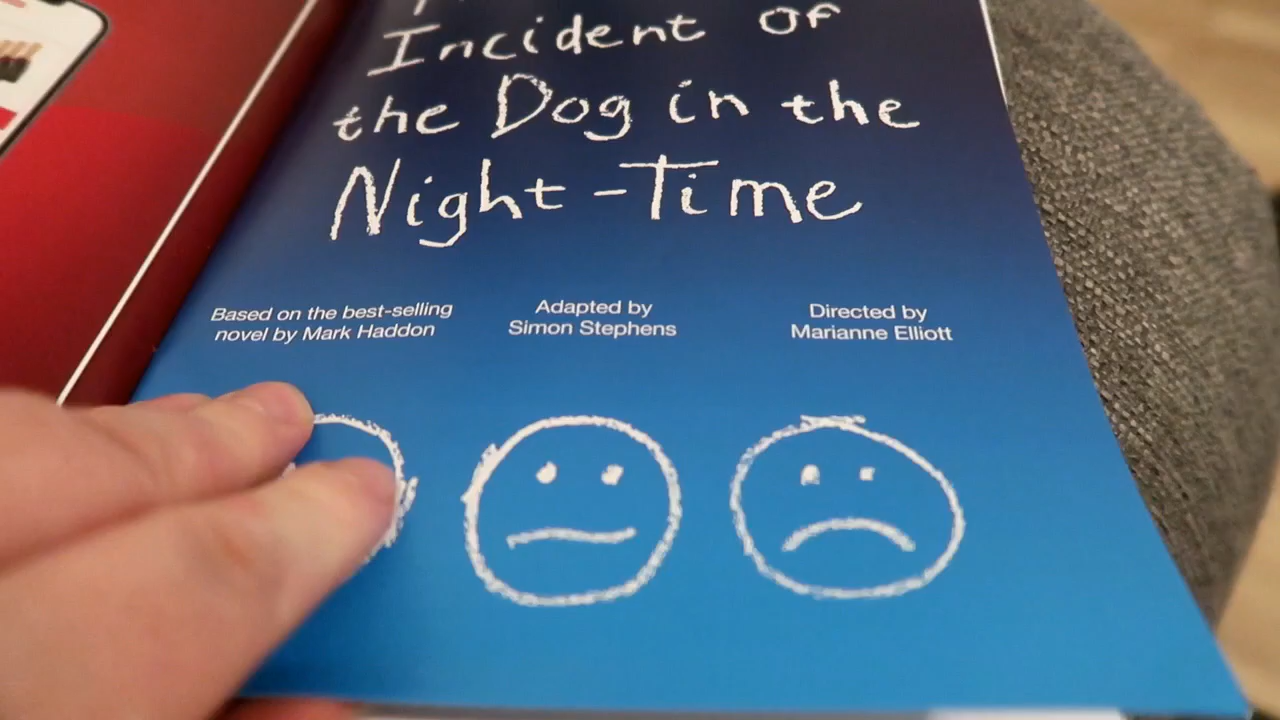 Incident of
the Dog in the
Night-Time
Based on the best-selling
novel by Mark Haddon
Adapted by
Simon Stephens
Directed by
Marianne Elliott